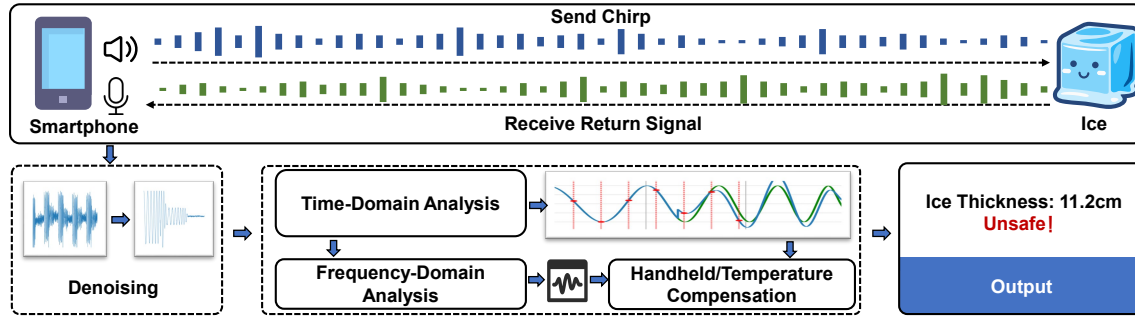 Send Chirp
Receive Return Signal
Smartphone
Ice
Denoising
Time-Domain Analysis
Frequency-Domain
Analysis
Handheld/Temperature
Compensation
Ice Thickness: 11.2cm
Unsafe!
Output